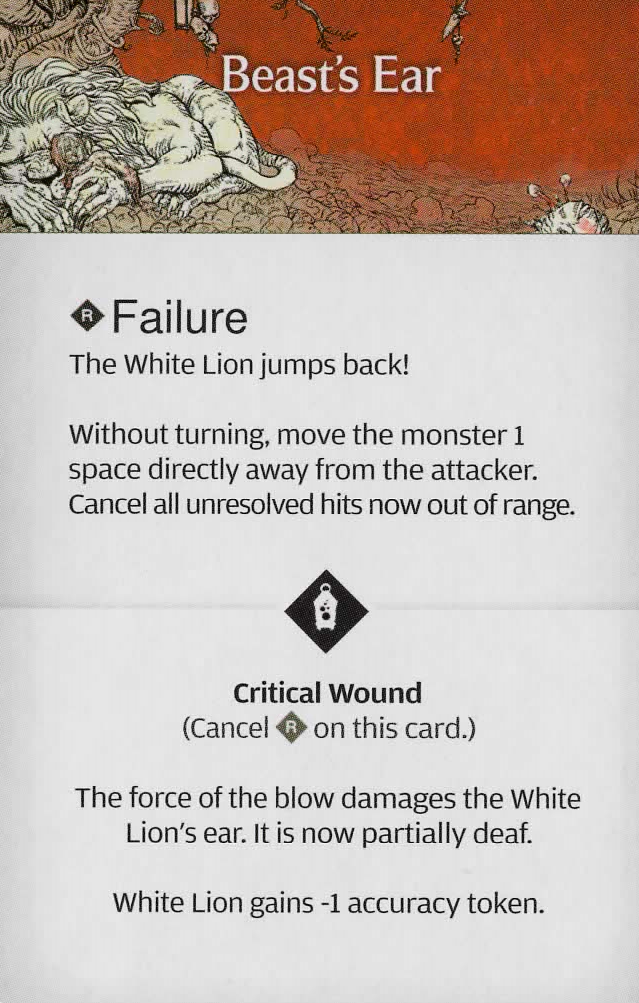 Beast's Ear
R Failure
The White Lion jumps back!
Without turning, move the monster 1
space directly away from the attacker.
Cancel all unresolved hits now out of range.
Critical Wound
(Cancel R on this card.)
The force of the blow damages the White
Lion's ear. It is now partially deaf.
White Lion gains -1 accuracy token.